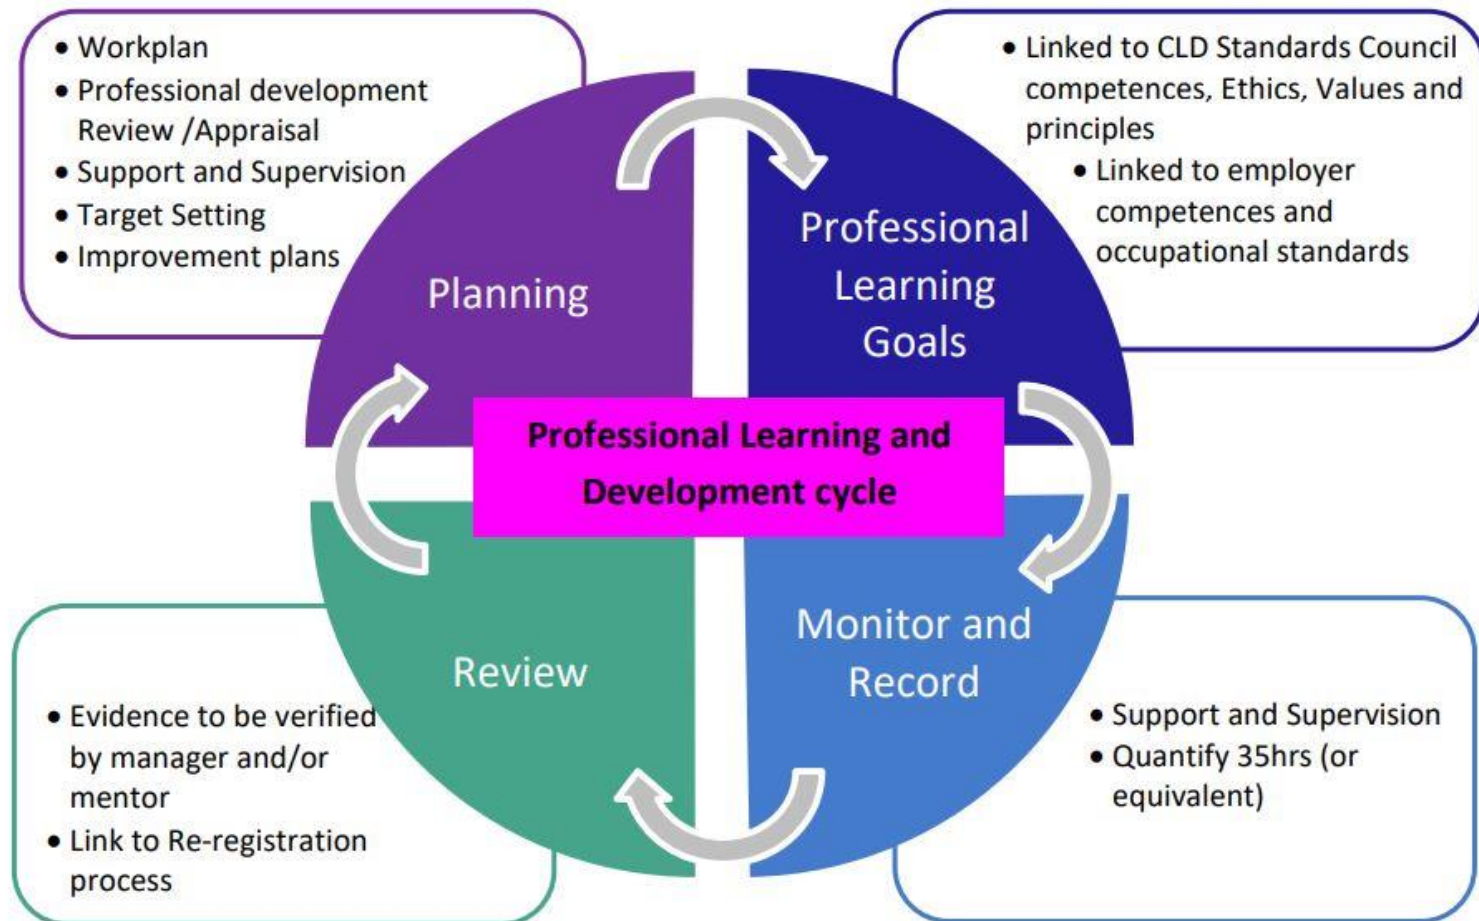 • Workplan
• Professional development
Review /Appraisal
• Support and Supervision
• Target Setting
• Improvement plans
• Linked to CLD Standards Council
competences, Ethics, Values and
principles
• Linked to employer
competences and
occupational standards
Planning
Professional
Learning
Goals
Professional Learning and
Development cycle
Review
Monitor and
Record
• Evidence to be verified
by manager and/or
mentor
• Link to Re-registration
process
• Support and Supervision
• Quantify 35hrs (or
equivalent)